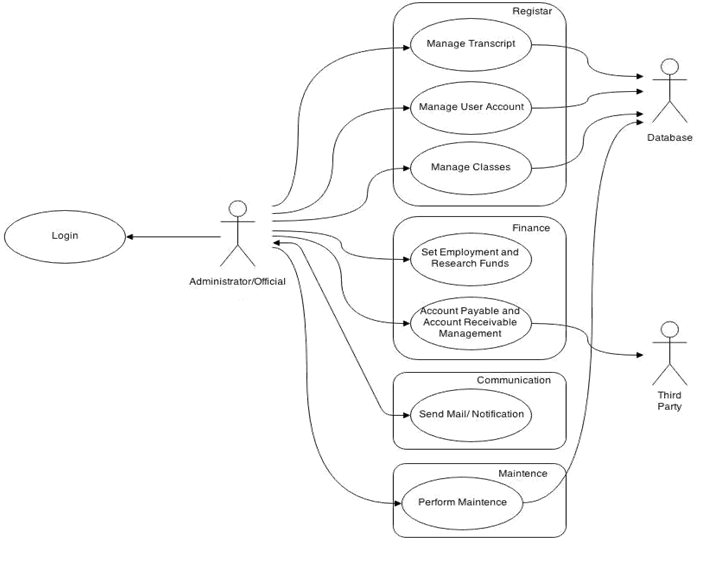 Registar
Manage Transcript
Manage User Account
Database
Manage Classes
Finance
Login
Set Employment and
Research Funds
Administrator/Official
Account Payable and
Account Receivable
Management
Communication
Third
Party
Send Mail/ Notification
Maintence
Perform Maintence